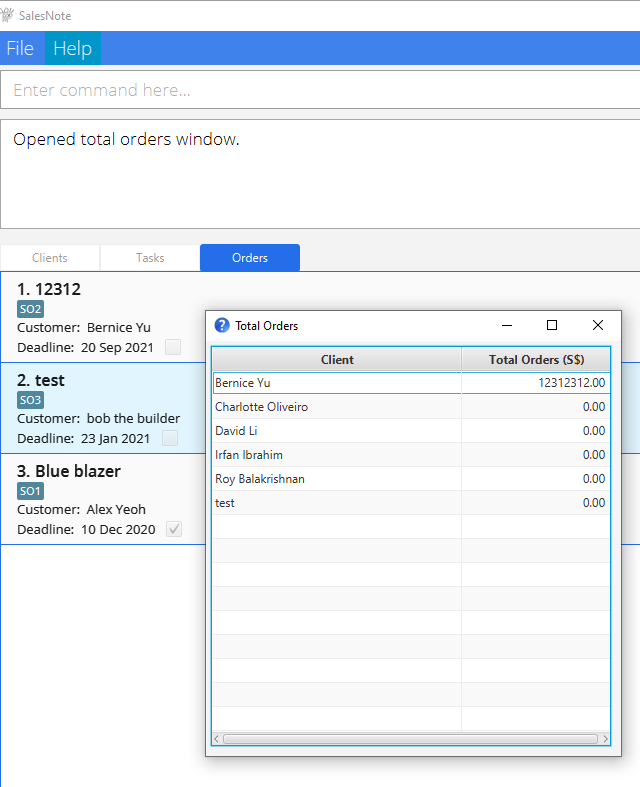 SalesNote
File Help
Enter command here...
Opened total orders window.
Clients Tasks Orders
1. 12312
SO2
Customer: Bernice Yu
Deadline: 20 Sep 2021
2. test
SO3
Customer: bob the builder
Deadline: 23 Jan 2021
3. Blue blazer
SO1
Customer: Alex Yeoh
Deadline: 10 Dec 2020
? Total Orders
Client Total Orders (S$)
Bernice Yu 12312312.00
Charlotte Oliveiro 0.00
David Li 0.00
Irfan Ibrahim 0.00
Roy Balakrishnan 0.00
test 0.00